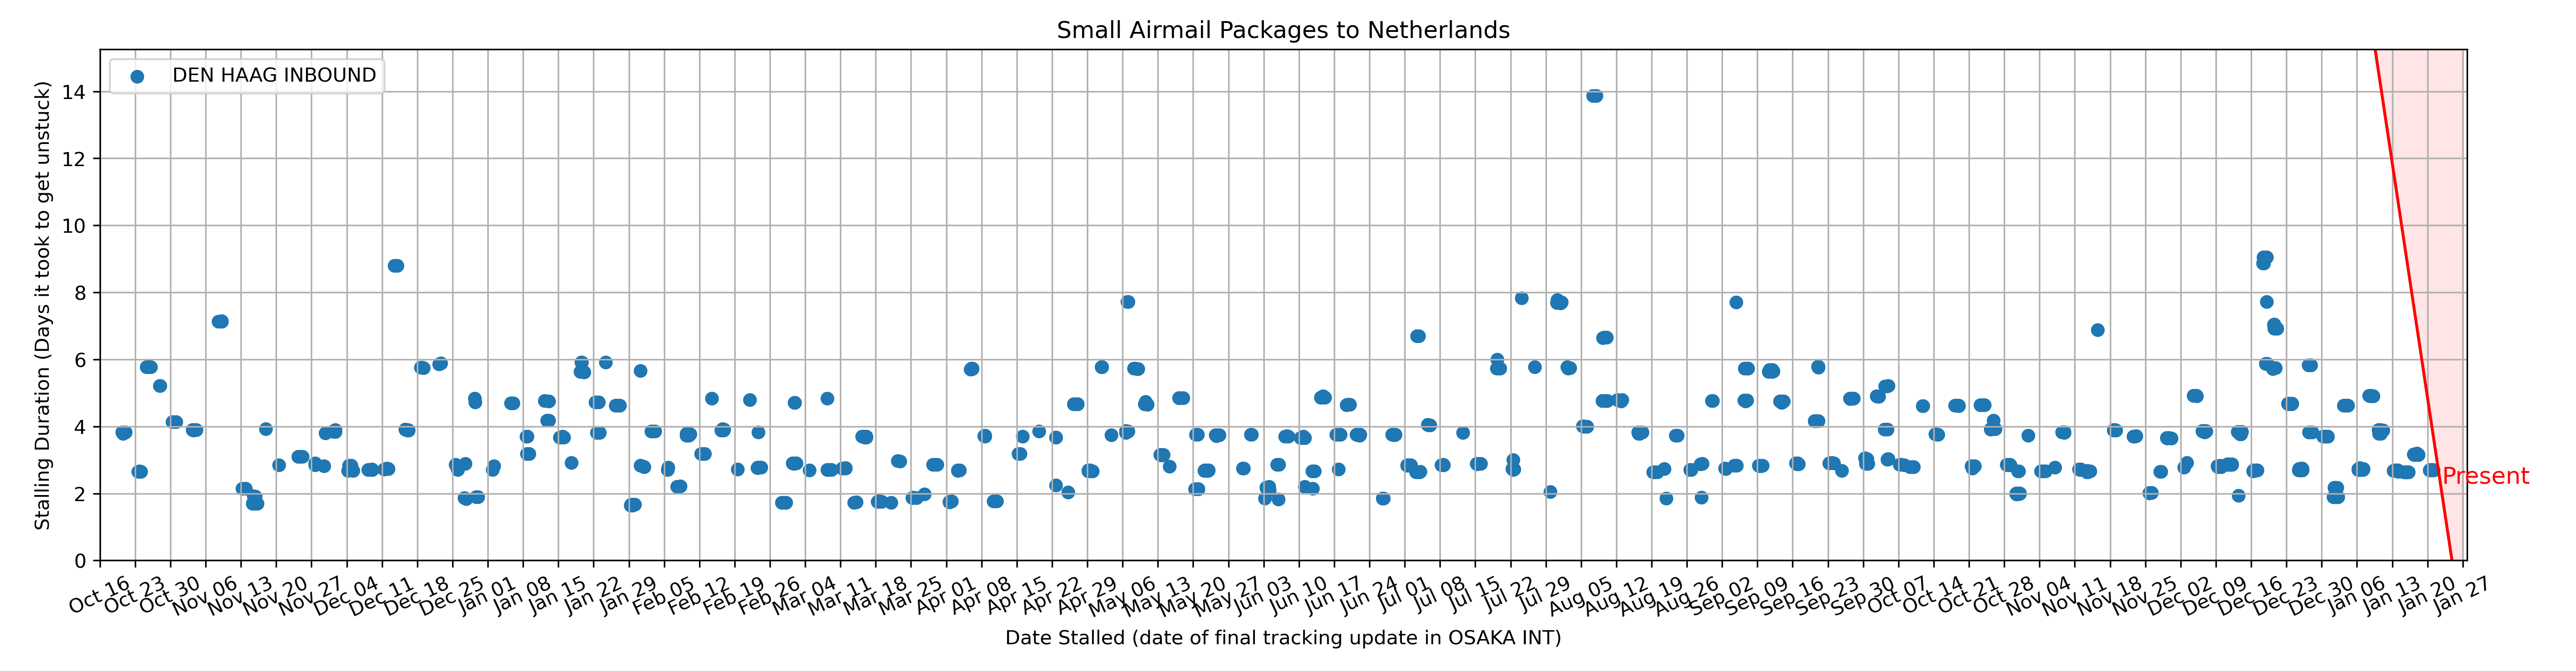 Small Airmail Packages to Netherlands
DEN HAAG INBOUND
Stalling Duration (Days it took to get unstuck)
14
12
10
8
6
4
2
0
Present
Oct 16
Oct 23
Oct 30
Nov 06
Nov 13
Nov 20
Nov 27
Dec 04
Dec 11
Dec 18
Dec 25
Jan 01
Jan 08
Jan 15
Jan 22
Jan 29
Feb 05
Feb 12
Feb 19
Feb 26
Mar 04
Mar 11
Mar 18
Mar 25
Apr 01
Apr 08
Apr 15
Apr 22
Apr 29
May 06
May 13
May 20
May 27
Jun 03
Jun 10
Jun 17
Jun 24
Jul 01
Jul 08
Jul 15
Jul 22
Jul 29
Aug 05
Aug 12
Aug 19
Aug 26
Sep 02
Sep 09
Sep 16
Sep 23
Sep 30
Oct 07
Oct 14
Oct 21
Oct 28
Nov 04
Nov 11
Nov 18
Nov 25
Dec 02
Dec 09
Dec 16
Dec 23
Dec 30
Jan 06
Jan 13
Jan 20
Jan 27
Date Stalled (date of final tracking update in OSAKA INT)